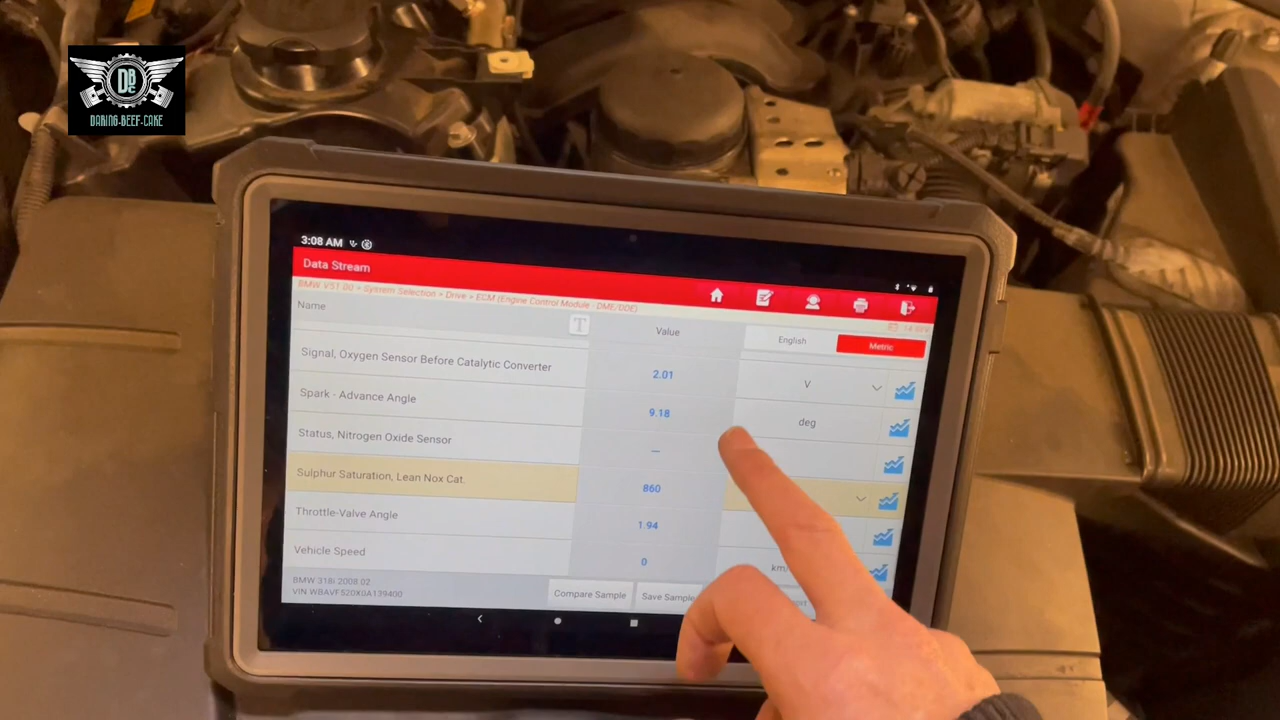 DBC
DARING-BEEF-CAKE
3:08 AM
Data Stream
BMW V51.80 > System Selection > Drive > ECM (Engine Control Module - DME/DDE)
Name
T
Value
English
Metric
Signal, Oxygen Sensor Before Catalytic Converter
2.01
V
Spark - Advance Angle
9.18
deg
Status, Nitrogen Oxide Sensor
—
Sulphur Saturation, Lean Nox Cat.
860
Throttle-Valve Angle
1.94
Vehicle Speed
0
BMW 318i 2008.02
VIN WBAVF520X0A139400
Compare Sample
Save Sample